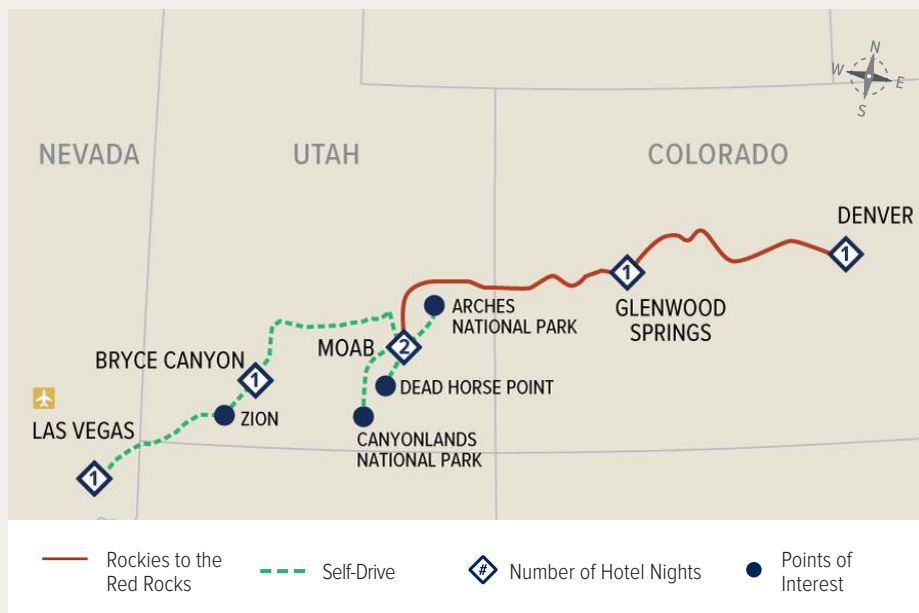 N
W
E
S
NEVADA
UTAH
COLORADO
DENVER
1
1
GLENWOOD
SPRINGS
ARCHES
NATIONAL PARK
MOAB
2
BRYCE CANYON
1
DEAD HORSE POINT
ZION
CANYONLANDS
NATIONAL PARK
LAS VEGAS
1
Rockies to the
Red Rocks
Self-Drive
# Number of Hotel Nights
Points of
Interest